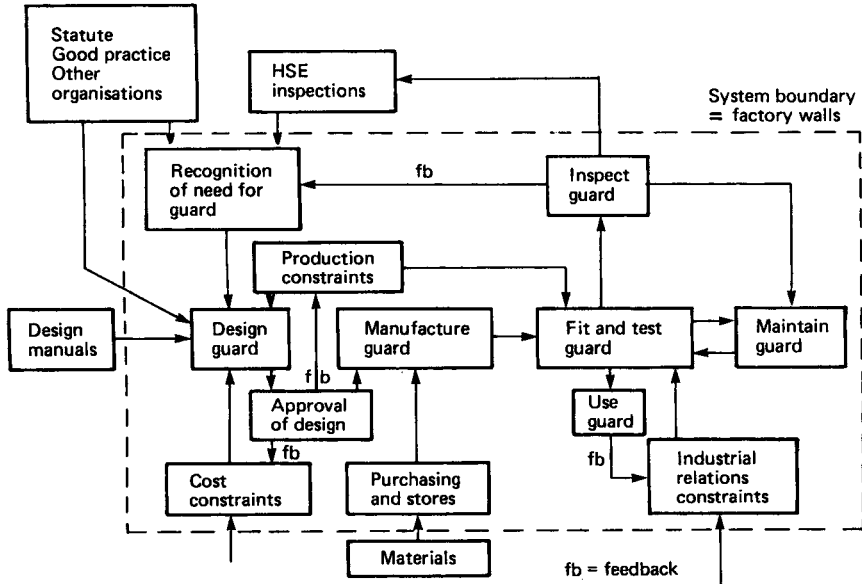 Statute
Good practice
Other
organisations
HSE
inspections
System boundary
= factory walls
Recognition
of need for
guard
fb
Inspect
guard
Production
constraints
Design
manuals
Design
guard
Manufacture
guard
Fit and test
guard
Maintain
guard
fb
Approval
of design
Use
guard
fb
fb
Cost
constraints
Purchasing
and stores
Industrial
relations
constraints
Materials
fb = feedback